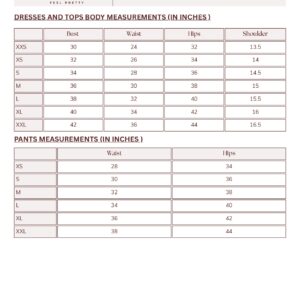 FEEL PRETTY
DRESSES AND TOPS BODY MEASUREMENTS (IN INCHES )
Bust Waist Hips Shoulder
XXS 30 24 32 13.5
XS 32 26 34 14
S 34 28 36 14.5
M 36 30 38 15
L 38 32 40 15.5
XL 40 34 42 16
XXL 42 36 44 16.5
PANTS MEASUREMENTS (IN INCHES )
Waist Hips
XS 28 34
S 30 36
M 32 38
L 34 40
XL 36 42
XXL 38 44